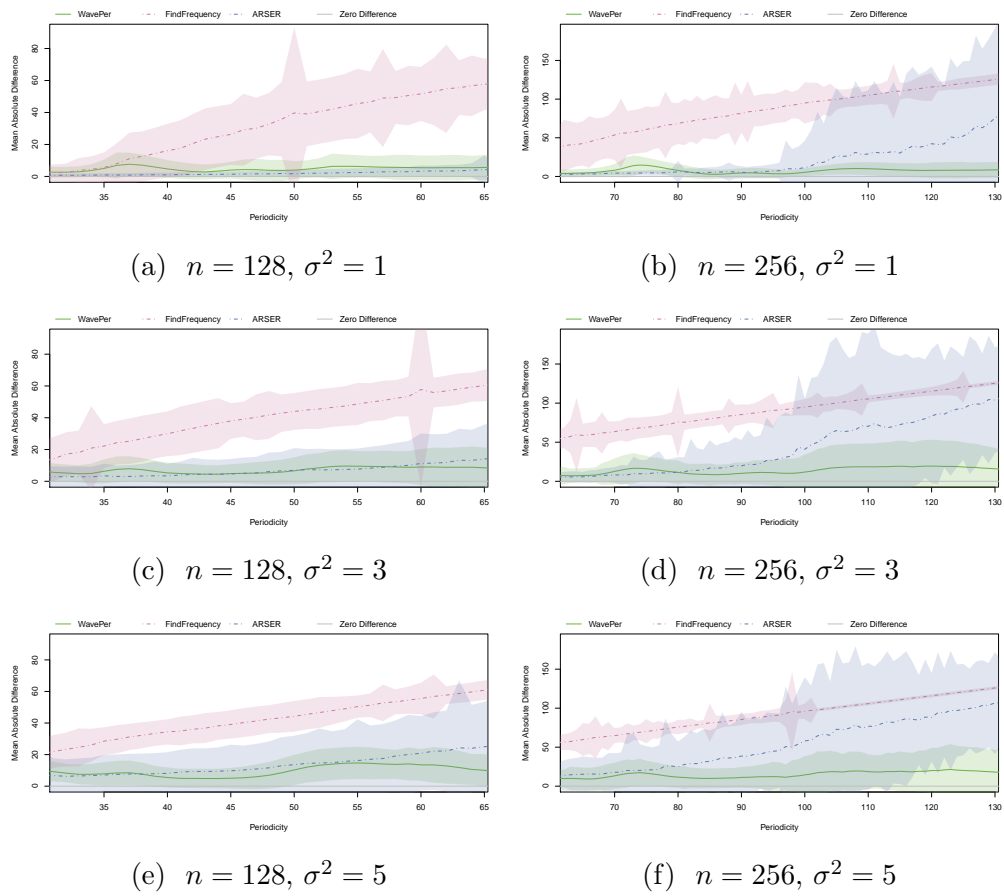 WavePer FindFrequency ARSER Zero Difference
Mean Absolute Difference
0 20 40 60 80
35 40 45 50 55 60 65
Periodicity
(a) n = 128, σ² = 1
WavePer FindFrequency ARSER Zero Difference
Mean Absolute Difference
0 50 100 150
70 80 90 100 110 120 130
Periodicity
(b) n = 256, σ² = 1
WavePer FindFrequency ARSER Zero Difference
Mean Absolute Difference
0 20 40 60 80
35 40 45 50 55 60 65
Periodicity
(c) n = 128, σ² = 3
WavePer FindFrequency ARSER Zero Difference
Mean Absolute Difference
0 50 100 150
70 80 90 100 110 120 130
Periodicity
(d) n = 256, σ² = 3
WavePer FindFrequency ARSER Zero Difference
Mean Absolute Difference
0 20 40 60 80
35 40 45 50 55 60 65
Periodicity
(e) n = 128, σ² = 5
WavePer FindFrequency ARSER Zero Difference
Mean Absolute Difference
0 50 100 150
70 80 90 100 110 120 130
Periodicity
(f) n = 256, σ² = 5